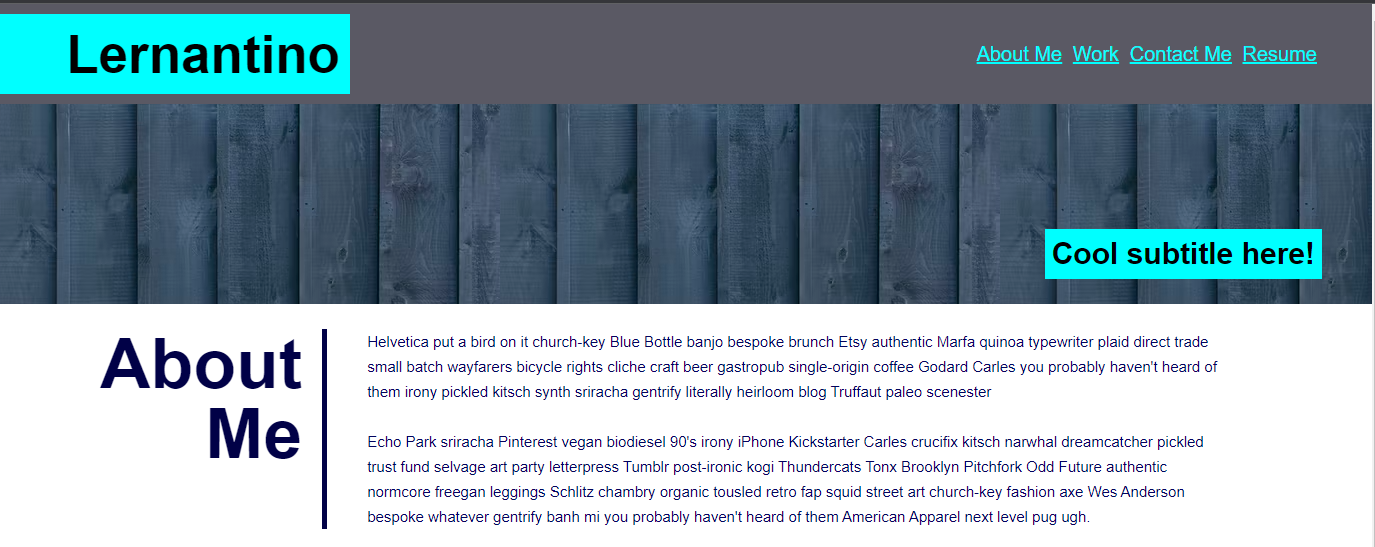 Lernantino
About Me Work Contact Me Resume
Cool subtitle here!
About
Me
Helvetica put a bird on it church-key Blue Bottle banjo bespoke brunch Etsy authentic Marfa quinoa typewriter plaid direct trade
small batch wayfarers bicycle rights cliche craft beer gastropub single-origin coffee Godard Carles you probably haven't heard of
them irony pickled kitsch synth sriracha gentrify literally heirloom blog Truffaut paleo scenester
Echo Park sriracha Pinterest vegan biodiesel 90's irony iPhone Kickstarter Carles crucifix kitsch narwhal dreamcatcher pickled
trust fund selvage art party letterpress Tumblr post-ironic kogi Thundercats Tonx Brooklyn Pitchfork Odd Future authentic
normcore freegan leggings Schlitz chambry organic tousled retro fap squid street art church-key fashion axe Wes Anderson
bespoke whatever gentrify banh mi you probably haven't heard of them American Apparel next level pug ugh.